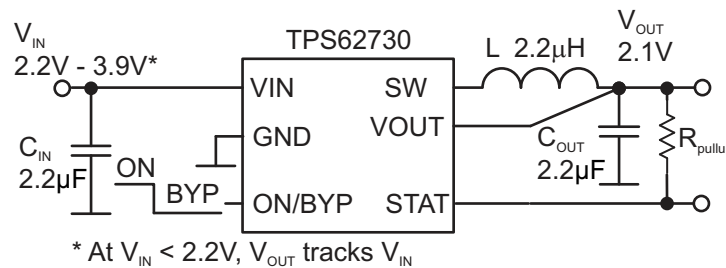 TPS62730
V_IN
2.2V - 3.9V*
L 2.2μH
V_OUT
2.1V
VIN
SW
GND
VOUT
C_IN
2.2μF
ON
BYP
ON/BYP
STAT
C_OUT
2.2μF
R_pullu
* At V_IN < 2.2V, V_OUT tracks V_IN